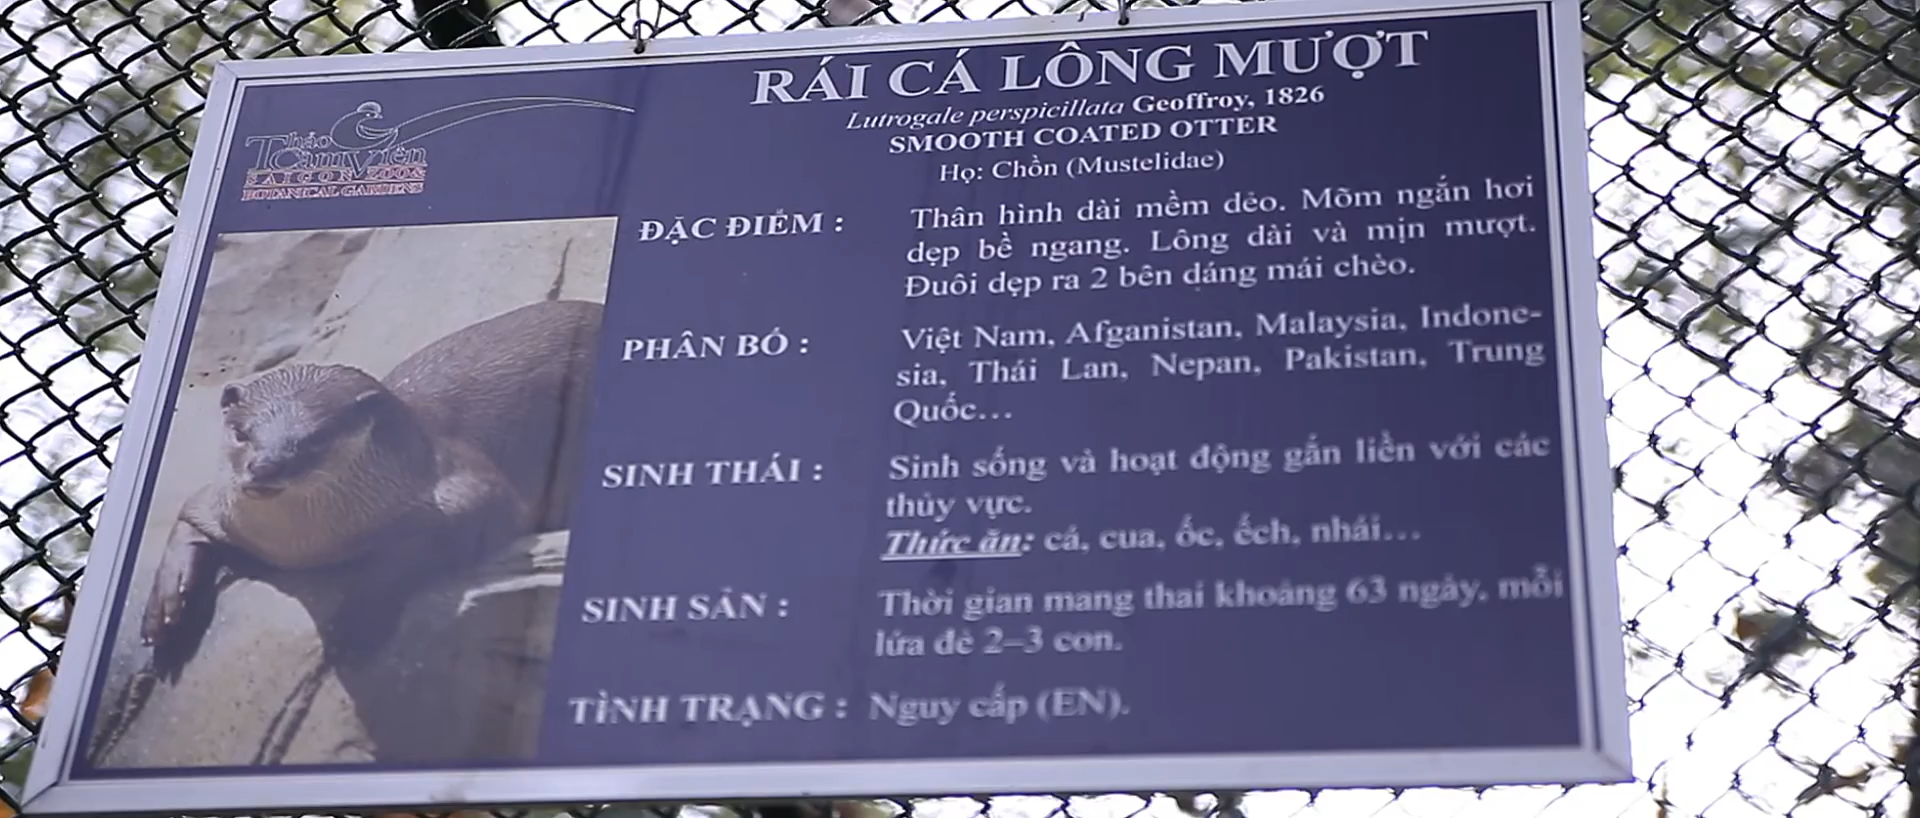 RÁI CÁ LÔNG MƯỢT
Lutrogale perspicillata Geoffroy, 1826
SMOOTH COATED OTTER
Họ: Chồn (Mustelidae)
Thảo
Cầm Viên
SAIGON ZOO &
BOTANICAL GARDENS
ĐẶC ĐIỂM : Thân hình dài mềm dẻo. Mõm ngắn hơi
dẹp bề ngang. Lông dài và mịn mượt.
Đuôi dẹp ra 2 bên dáng mái chèo.
PHÂN BỐ : Việt Nam, Afganistan, Malaysia, Indone-
sia, Thái Lan, Nepan, Pakistan, Trung
Quốc...
SINH THÁI : Sinh sống và hoạt động gắn liền với các
thủy vực.
Thức ăn: cá, cua, ốc, ếch, nhái...
SINH SẢN : Thời gian mang thai khoảng 63 ngày, mỗi
lứa đẻ 2–3 con.
TÌNH TRẠNG : Nguy cấp (EN).